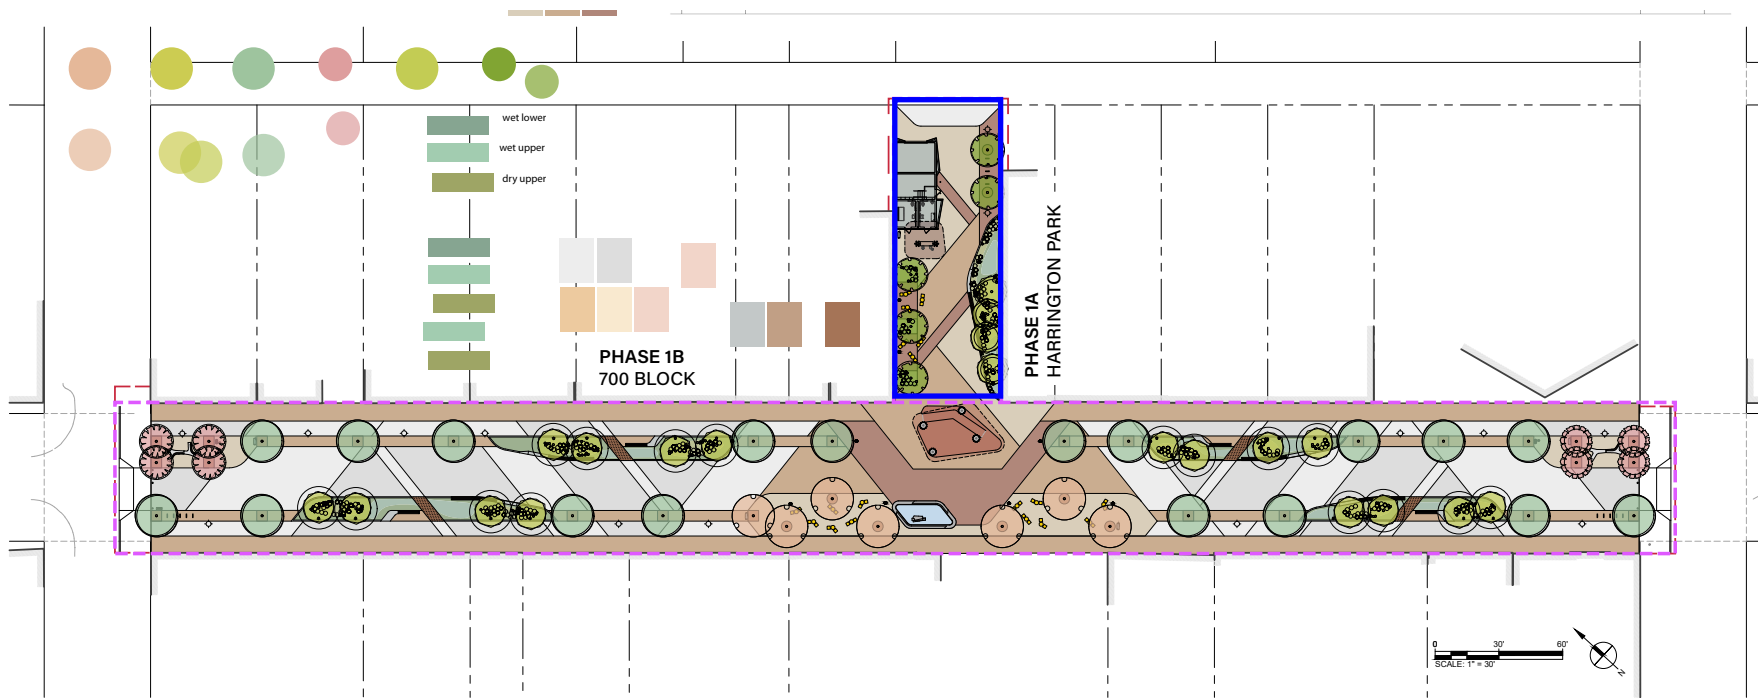 wet lower
wet upper
dry upper
PHASE 1B
700 BLOCK
PHASE 1A
HARRINGTON PARK
0 30' 60'
SCALE: 1" = 30'
N